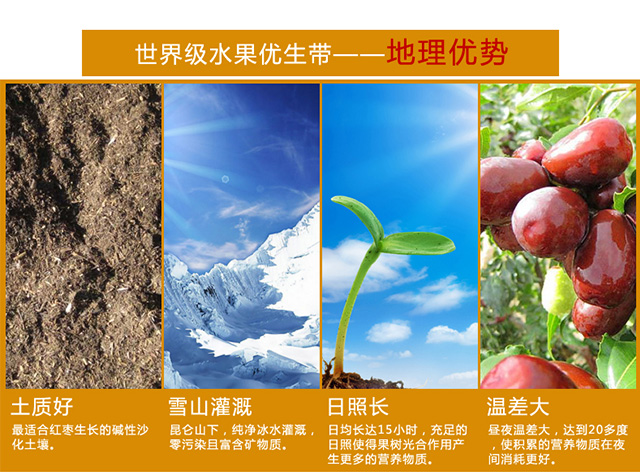 世界级水果优生带——地理优势
土质好
最适合红枣生长的碱性沙
化土壤。
雪山灌溉
昆仑山下，纯净冰水灌溉，
零污染且富含矿物质。
日照长
日均长达15小时，充足的
日照使得果树光合作用产
生更多的营养物质。
温差大
昼夜温差大，达到20多度
，使积累的营养物质在夜
间消耗更好。